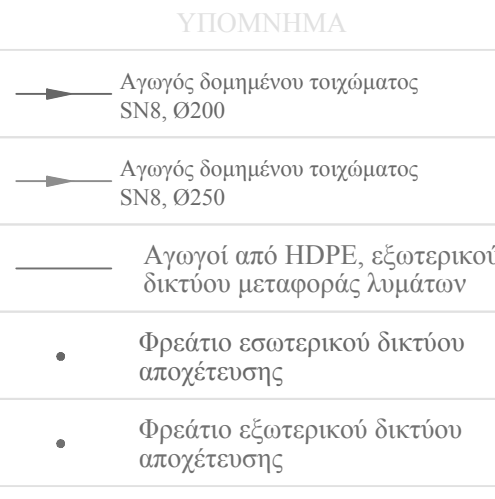 ΥΠΟΜΝΗΜΑ
Αγωγός δομημένου τοιχώματος
SN8, Ø200
Αγωγός δομημένου τοιχώματος
SN8, Ø250
Αγωγοί από HDPE, εξωτερικού
δικτύου μεταφοράς λυμάτων
Φρεάτιο εσωτερικού δικτύου
αποχέτευσης
Φρεάτιο εξωτερικού δικτύου
αποχέτευσης